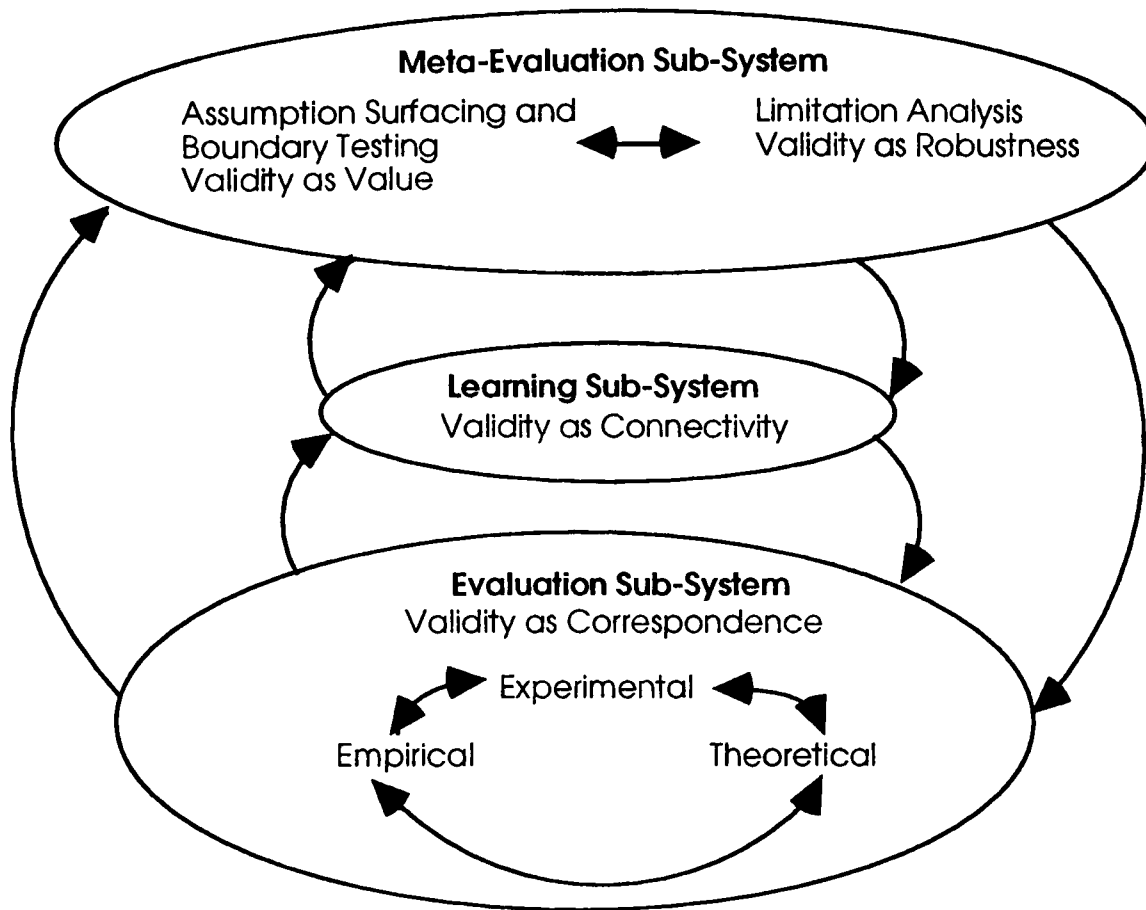 Meta-Evaluation Sub-System
Assumption Surfacing and
Boundary Testing
Validity as Value
Limitation Analysis
Validity as Robustness
Learning Sub-System
Validity as Connectivity
Evaluation Sub-System
Validity as Correspondence
Experimental
Empirical
Theoretical